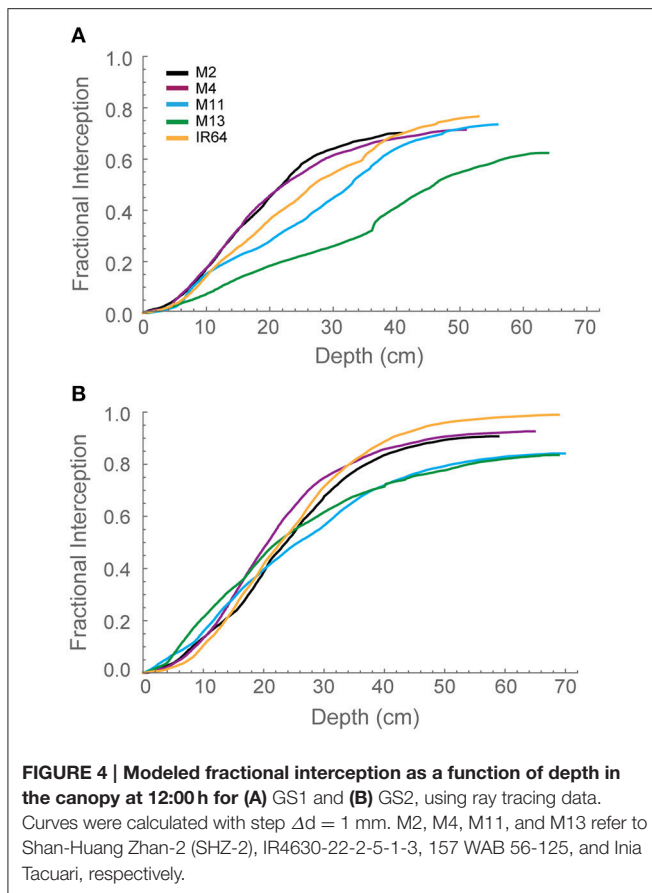 A
1.0
0.8
0.6
0.4
0.2
0.0
Fractional Interception
M2
M4
M11
M13
IR64
0 10 20 30 40 50 60 70
Depth (cm)
B
1.0
0.8
0.6
0.4
0.2
0.0
Fractional Interception
0 10 20 30 40 50 60 70
Depth (cm)
FIGURE 4 | Modeled fractional interception as a function of depth in
the canopy at 12:00 h for (A) GS1 and (B) GS2, using ray tracing data.
Curves were calculated with step Δd = 1 mm. M2, M4, M11, and M13 refer to
Shan-Huang Zhan-2 (SHZ-2), IR4630-22-2-5-1-3, 157 WAB 56-125, and Inia
Tacuari, respectively.